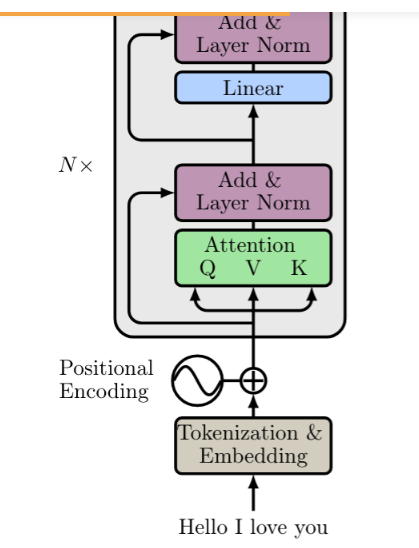 Add &
Layer Norm
Linear
N×
Add &
Layer Norm
Attention
Q V K
Positional
Encoding
Tokenization &
Embedding
Hello I love you